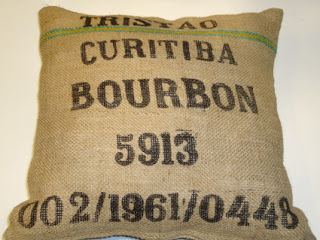 TRISTAO
CURITIBA
BOURBON
5913
002/1961/0448